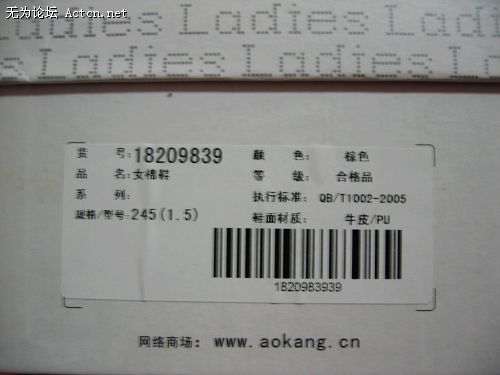 无为论坛 Actcn.net
Ladies Ladies
Ladies Ladies Ladies
货 号:18209839 颜 色: 棕色
品 名:女棉鞋 等 级: 合格品
系 列: 执行标准: QB/T1002-2005
规格/型号:245(1.5) 鞋面材质: 牛皮/PU
1820983939
网络商场: www.aokang.cn